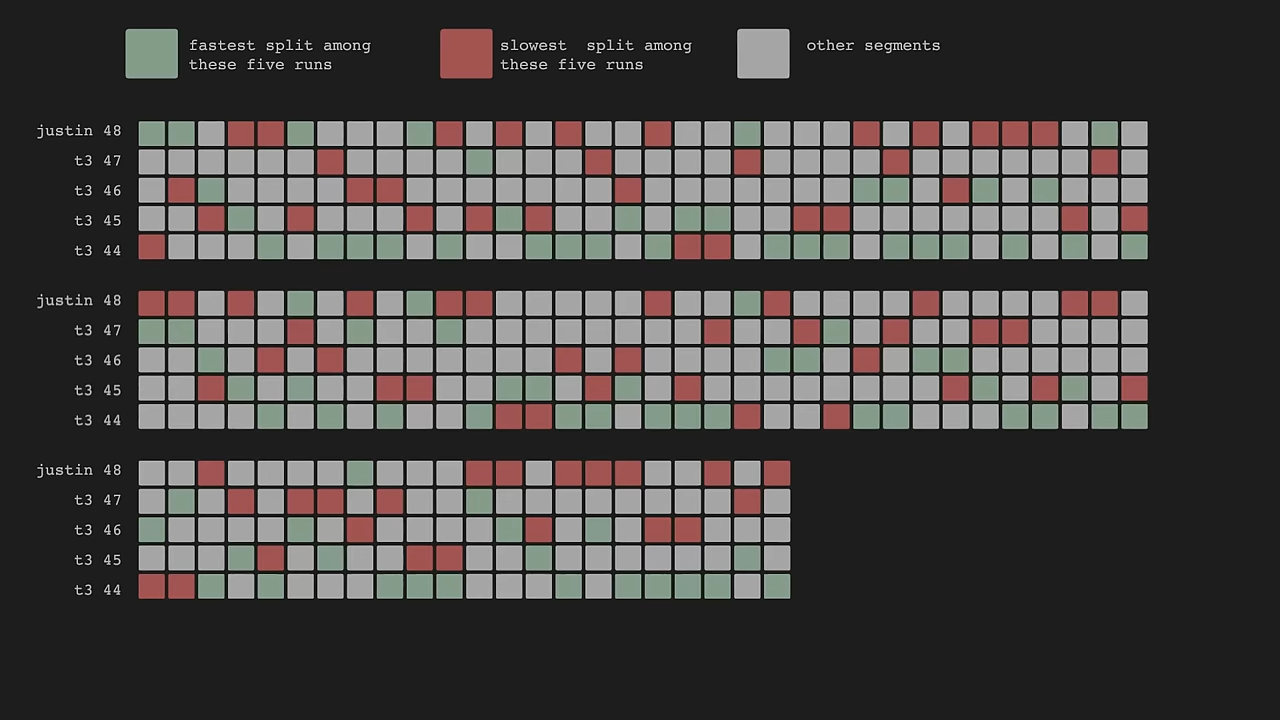 fastest split among
these five runs
slowest  split among
these five runs
other segments
justin 48
t3 47
t3 46
t3 45
t3 44
justin 48
t3 47
t3 46
t3 45
t3 44
justin 48
t3 47
t3 46
t3 45
t3 44